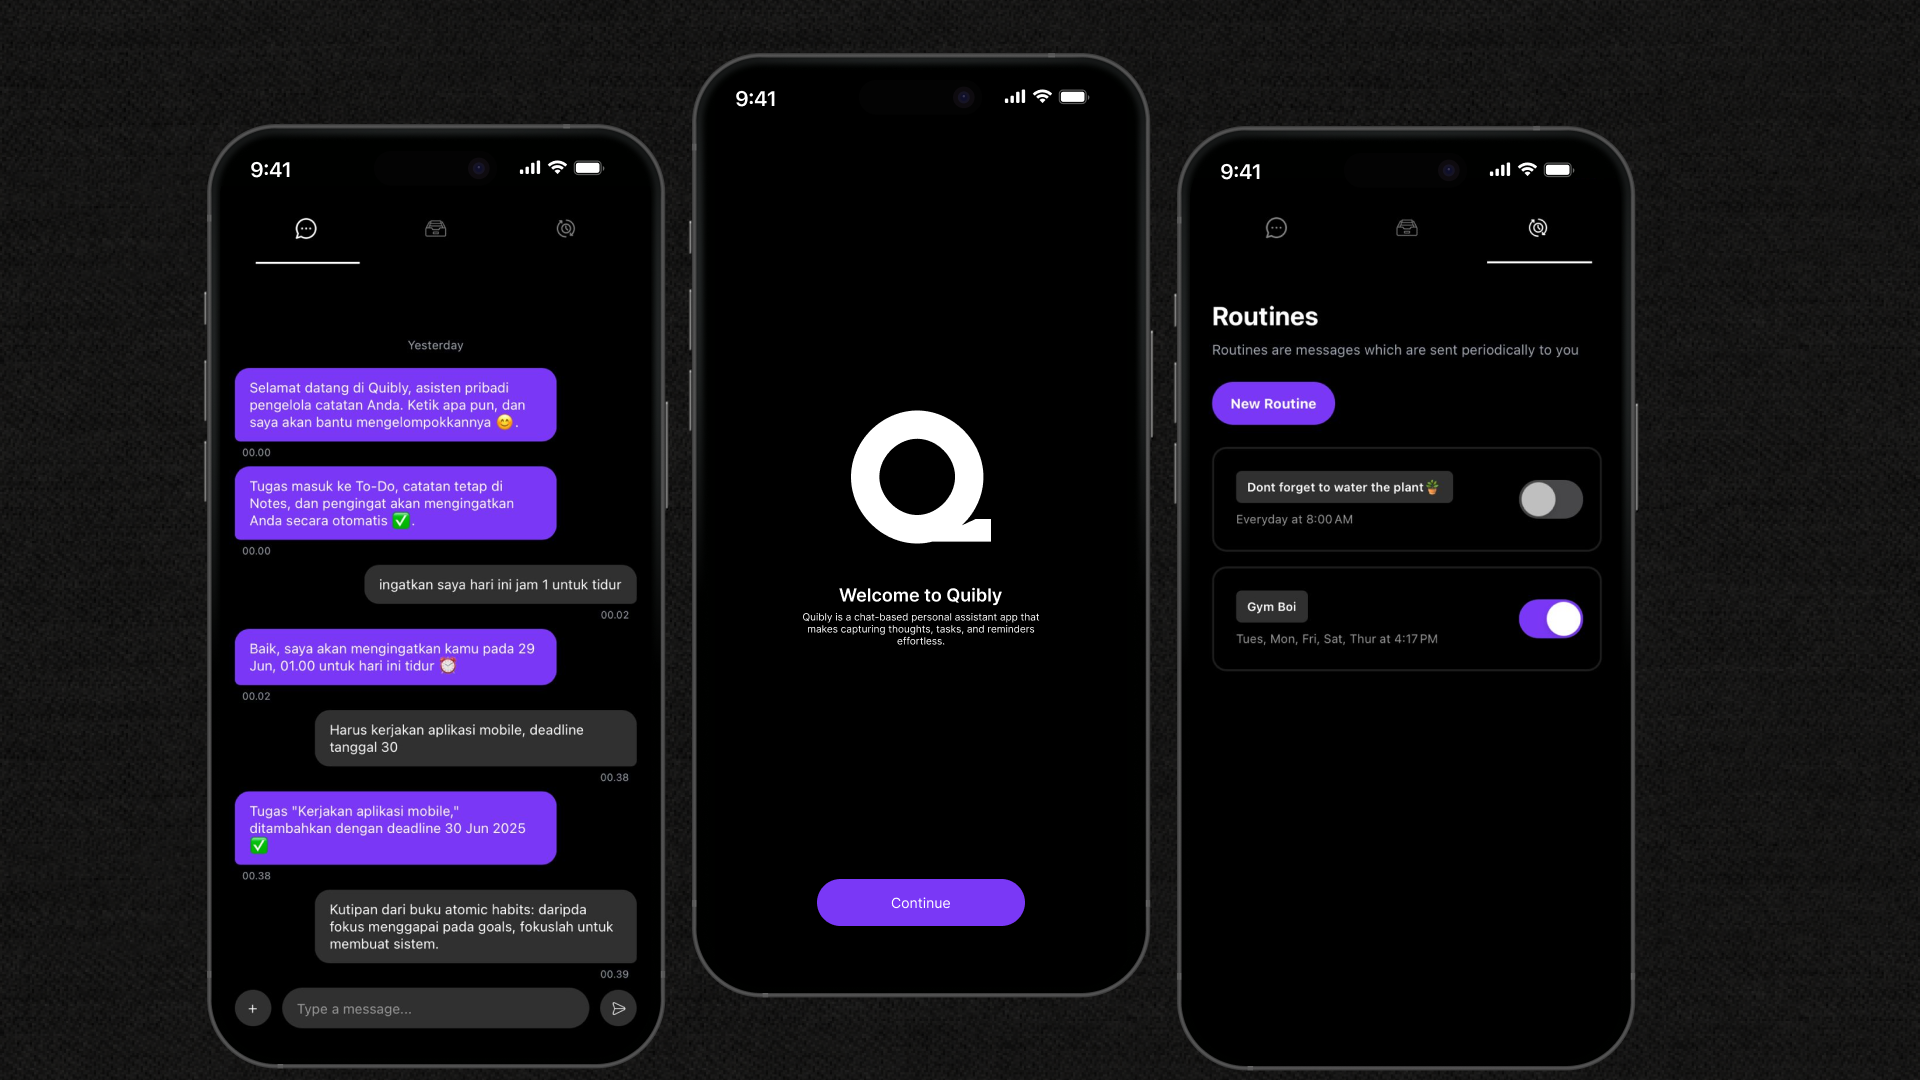 9:41
Yesterday
Selamat datang di Quibly, asisten pribadi
pengelola catatan Anda. Ketik apa pun, dan
saya akan bantu mengelompokkannya 😊.
00.00
Tugas masuk ke To-Do, catatan tetap di
Notes, dan pengingat akan mengingatkan
Anda secara otomatis ✅.
00.00
ingatkan saya hari ini jam 1 untuk tidur
00.02
Baik, saya akan mengingatkan kamu pada 29
Jun, 01.00 untuk hari ini tidur ⏰
00.02
Harus kerjakan aplikasi mobile, deadline
tanggal 30
00.38
Tugas "Kerjakan aplikasi mobile,"
ditambahkan dengan deadline 30 Jun 2025
✅
00.38
Kutipan dari buku atomic habits: daripda
fokus menggapai pada goals, fokuslah untuk
membuat sistem.
00.39
+
Type a message...
9:41
Q
Welcome to Quibly
Quibly is a chat-based personal assistant app that
makes capturing thoughts, tasks, and reminders
effortless.
Continue
9:41
Routines
Routines are messages which are sent periodically to you
New Routine
Dont forget to water the plant🪴
Everyday at 8:00 AM
Gym Boi
Tues, Mon, Fri, Sat, Thur at 4:17 PM